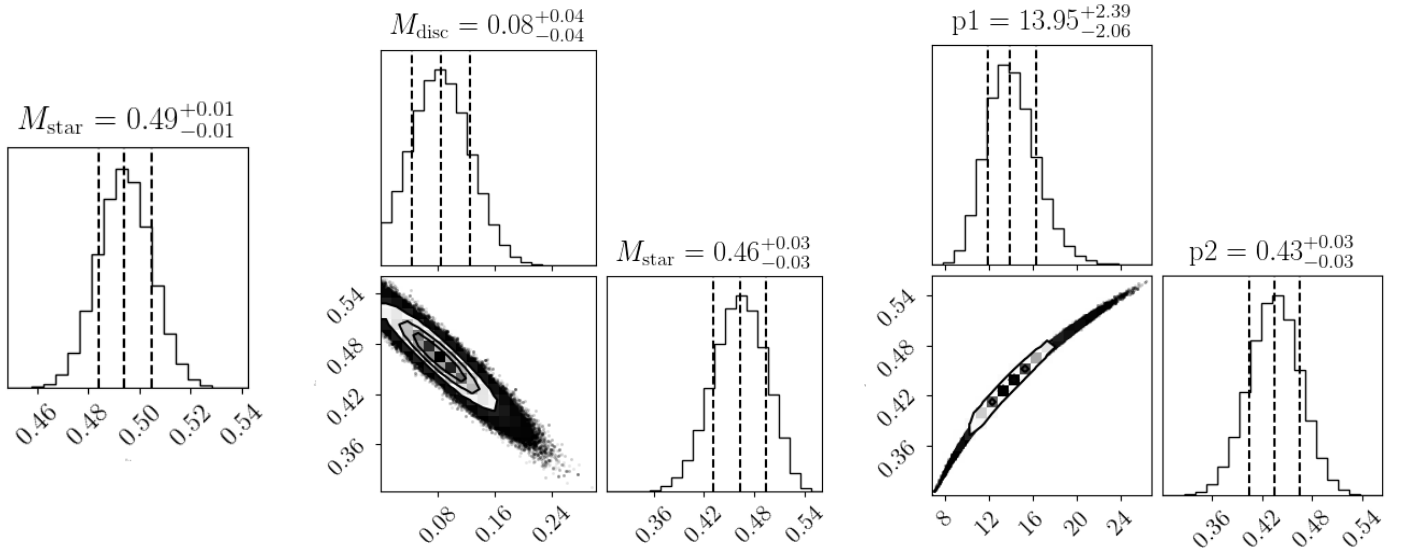 M_star = 0.49^{+0.01}_{-0.01}
0.46 0.48 0.50 0.52 0.54
M_disc = 0.08^{+0.04}_{-0.04}
M_star = 0.46^{+0.03}_{-0.03}
0.54
0.48
0.42
0.36
0.08 0.16 0.24
0.36 0.42 0.48 0.54
p1 = 13.95^{+2.39}_{-2.06}
p2 = 0.43^{+0.03}_{-0.03}
0.54
0.48
0.42
0.36
8 12 16 20 24
0.36 0.42 0.48 0.54